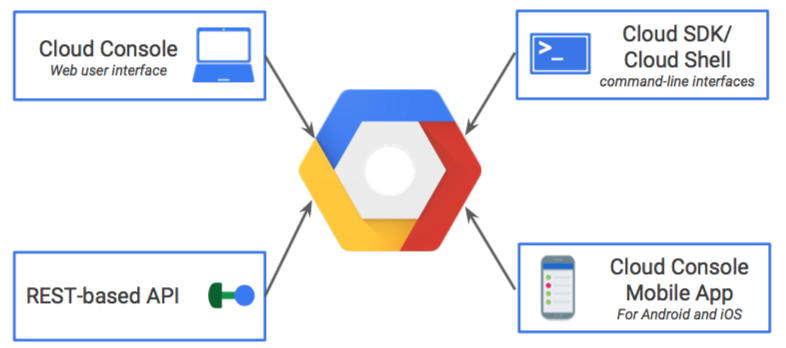 Cloud Console
Web user interface
Cloud SDK/
Cloud Shell
command-line interfaces
>_
REST-based API
Cloud Console
Mobile App
For Android and iOS